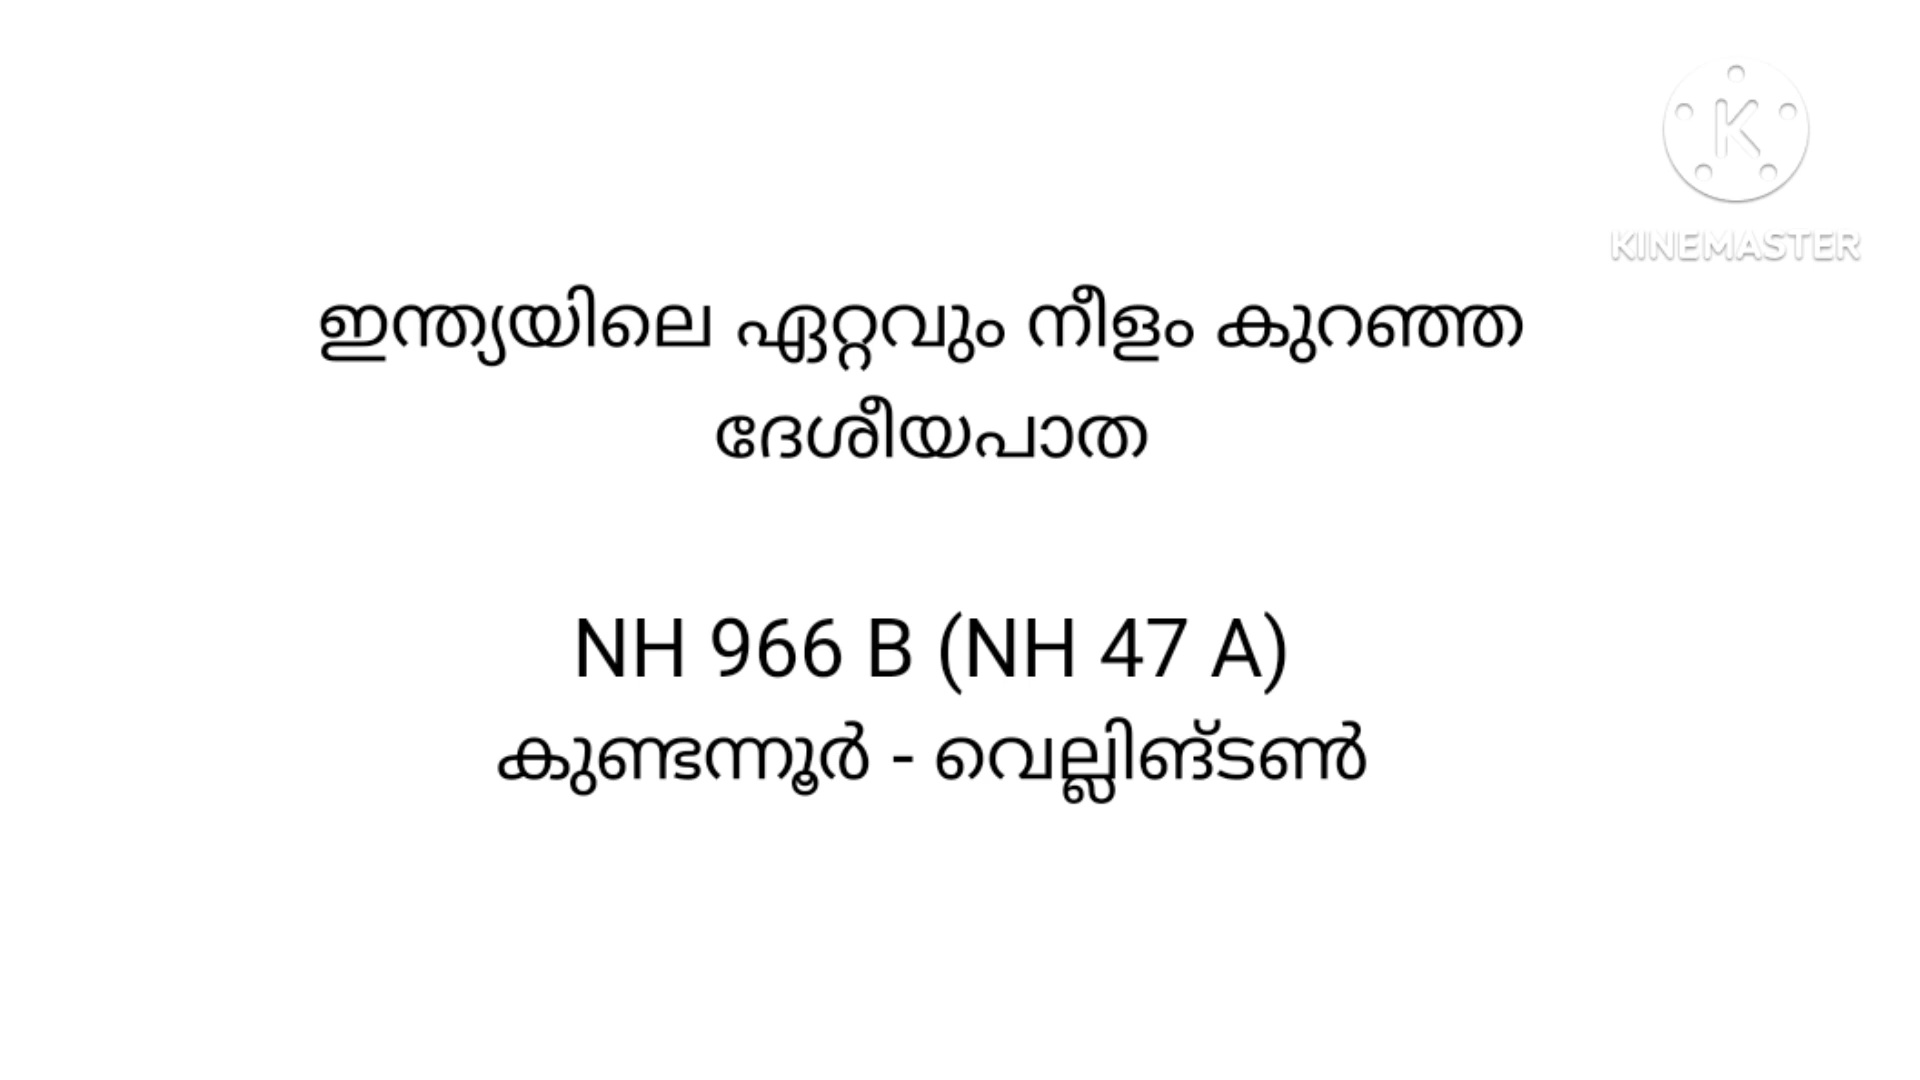 K
KINEMASTER
ഇന്ത്യയിലെ ഏറ്റവും നീളം കുറഞ്ഞ
ദേശീയപാത
NH 966 B (NH 47 A)
കുണ്ടന്നൂർ - വെല്ലിങ്ടൺ